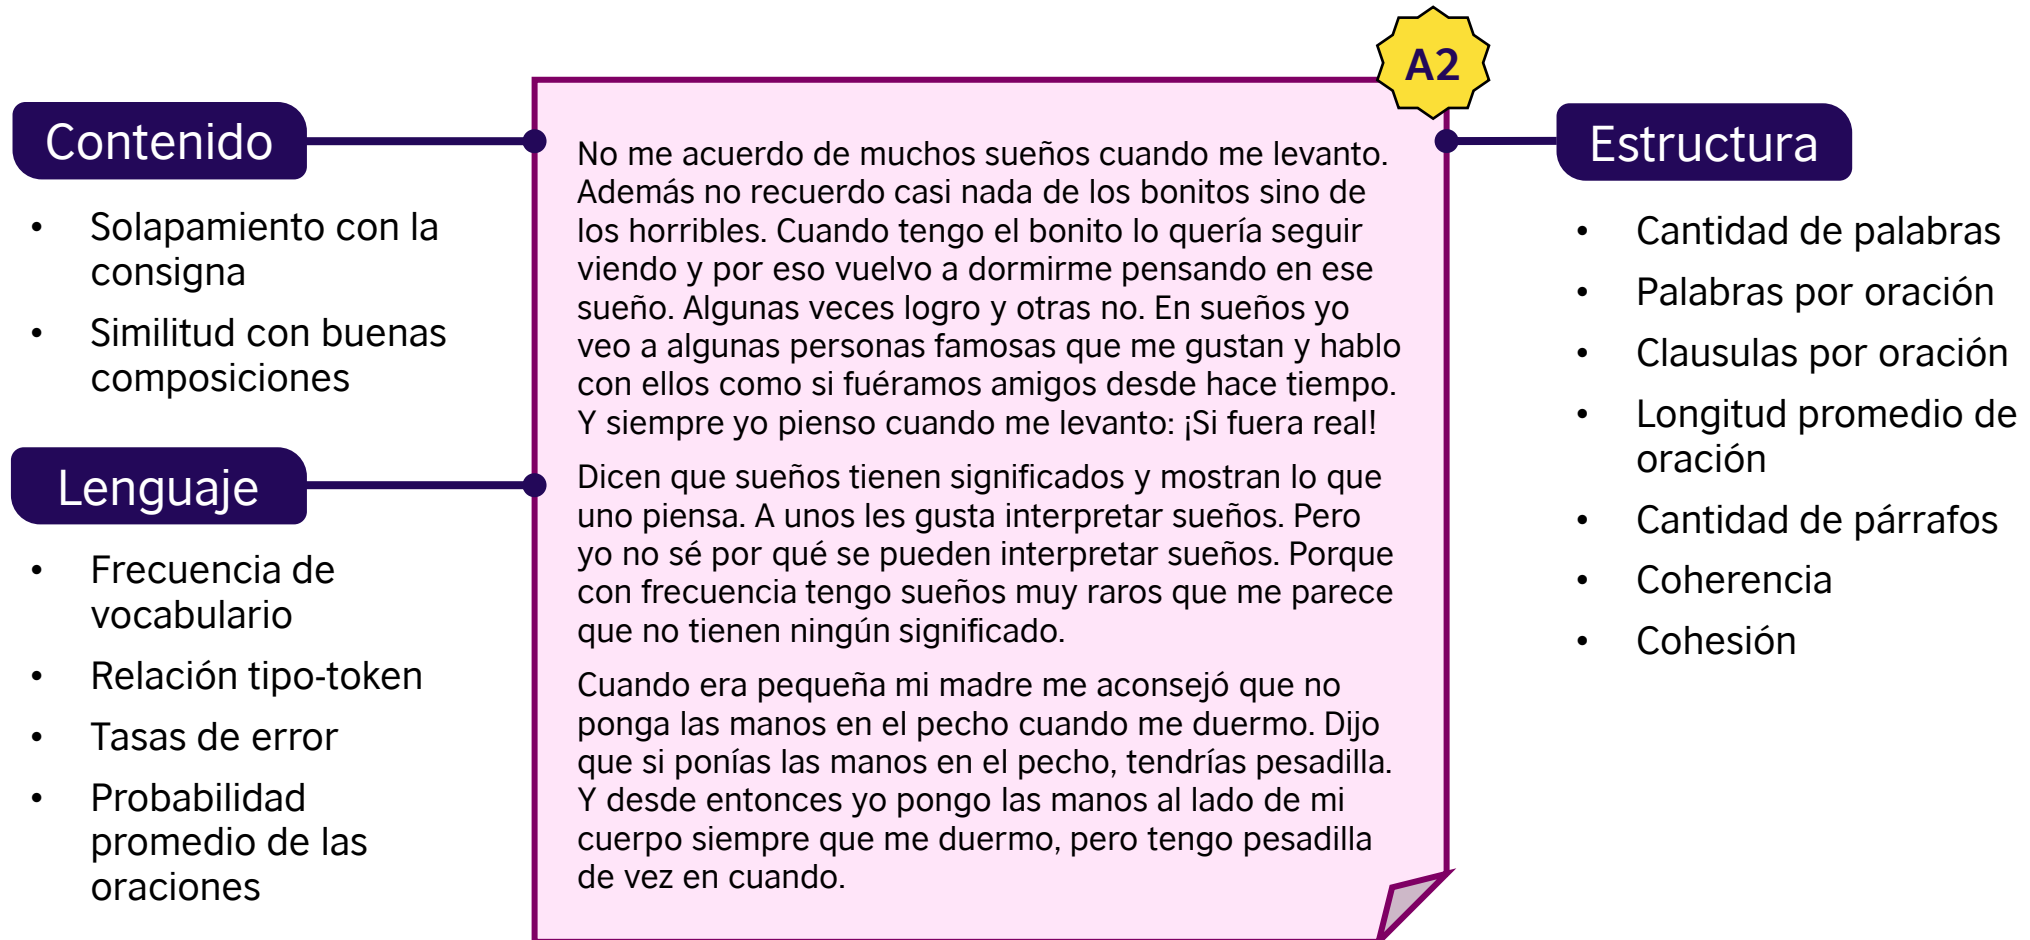 A2
Contenido
• Solapamiento con la
consigna
• Similitud con buenas
composiciones
Lenguaje
• Frecuencia de
vocabulario
• Relación tipo-token
• Tasas de error
• Probabilidad
promedio de las
oraciones
No me acuerdo de muchos sueños cuando me levanto.
Además no recuerdo casi nada de los bonitos sino de
los horribles. Cuando tengo el bonito lo quería seguir
viendo y por eso vuelvo a dormirme pensando en ese
sueño. Algunas veces logro y otras no. En sueños yo
veo a algunas personas famosas que me gustan y hablo
con ellos como si fuéramos amigos desde hace tiempo.
Y siempre yo pienso cuando me levanto: ¡Si fuera real!
Dicen que sueños tienen significados y mostran lo que
uno piensa. A unos les gusta interpretar sueños. Pero
yo no sé por qué se pueden interpretar sueños. Porque
con frecuencia tengo sueños muy raros que me parece
que no tienen ningún significado.
Cuando era pequeña mi madre me aconsejó que no
ponga las manos en el pecho cuando me duermo. Dijo
que si ponías las manos en el pecho, tendrías pesadilla.
Y desde entonces yo pongo las manos al lado de mi
cuerpo siempre que me duermo, pero tengo pesadilla
de vez en cuando.
Estructura
• Cantidad de palabras
• Palabras por oración
• Clausulas por oración
• Longitud promedio de
oración
• Cantidad de párrafos
• Coherencia
• Cohesión